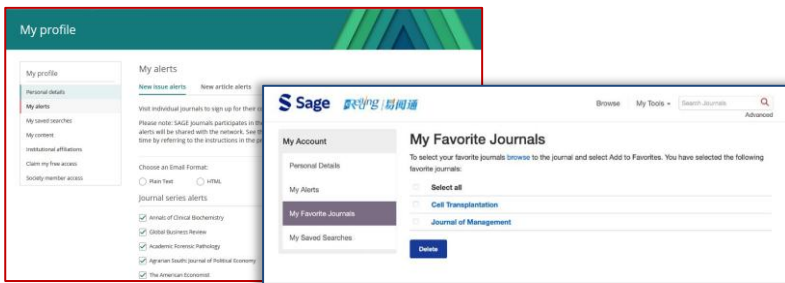 My profile
My profile
Personal details
My alerts
My saved searches
My content
Institutional affiliations
Claim my free access
Society member access
My alerts
New issue alerts New article alerts
Visit individual journals to sign up for their
Please note: SAGE Journals participates in the
alerts will be shared with the network. See th
time by referring to the instructions in the pr
Choose an Email Format:
Plain Text HTML
Journal series alerts
Annals of Clinical Biochemistry
Global Business Review
Academic Forensic Pathology
Agrarian South: Journal of Political Economy
The American Economist
Sage 易阅通
Browse My Tools Search Journals
Advanced
My Account
Personal Details
My Alerts
My Favorite Journals
My Saved Searches
My Favorite Journals
To select your favorite journals browse to the journal and select Add to Favorites. You have selected the following
favorite journals:
Select all
Cell Transplantation
Journal of Management
Delete